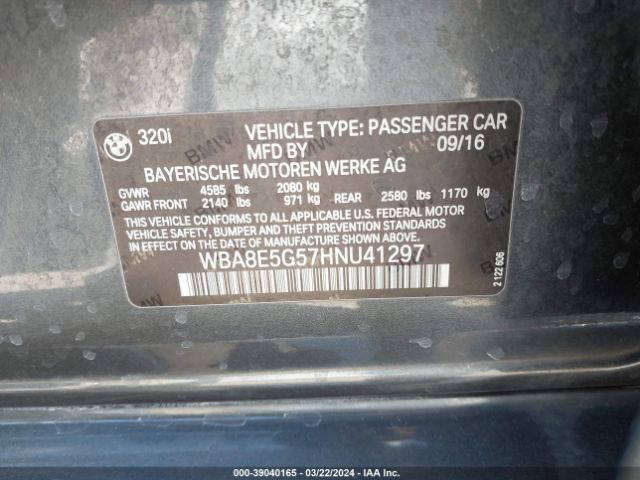 320i VEHICLE TYPE: PASSENGER CAR
MFD BY 09/16
BAYERISCHE MOTOREN WERKE AG
GVWR 4585 lbs 2080 kg
GAWR FRONT 2140 lbs 971 kg REAR 2580 lbs 1170 kg
THIS VEHICLE CONFORMS TO ALL APPLICABLE U.S. FEDERAL MOTOR
VEHICLE SAFETY, BUMPER AND THEFT PREVENTION STANDARDS
IN EFFECT ON THE DATE OF MANUFACTURE SHOWN ABOVE.
WBA8E5G57HNU41297
2 122 606
000-39040165 - 03/22/2024 - IAA Inc.